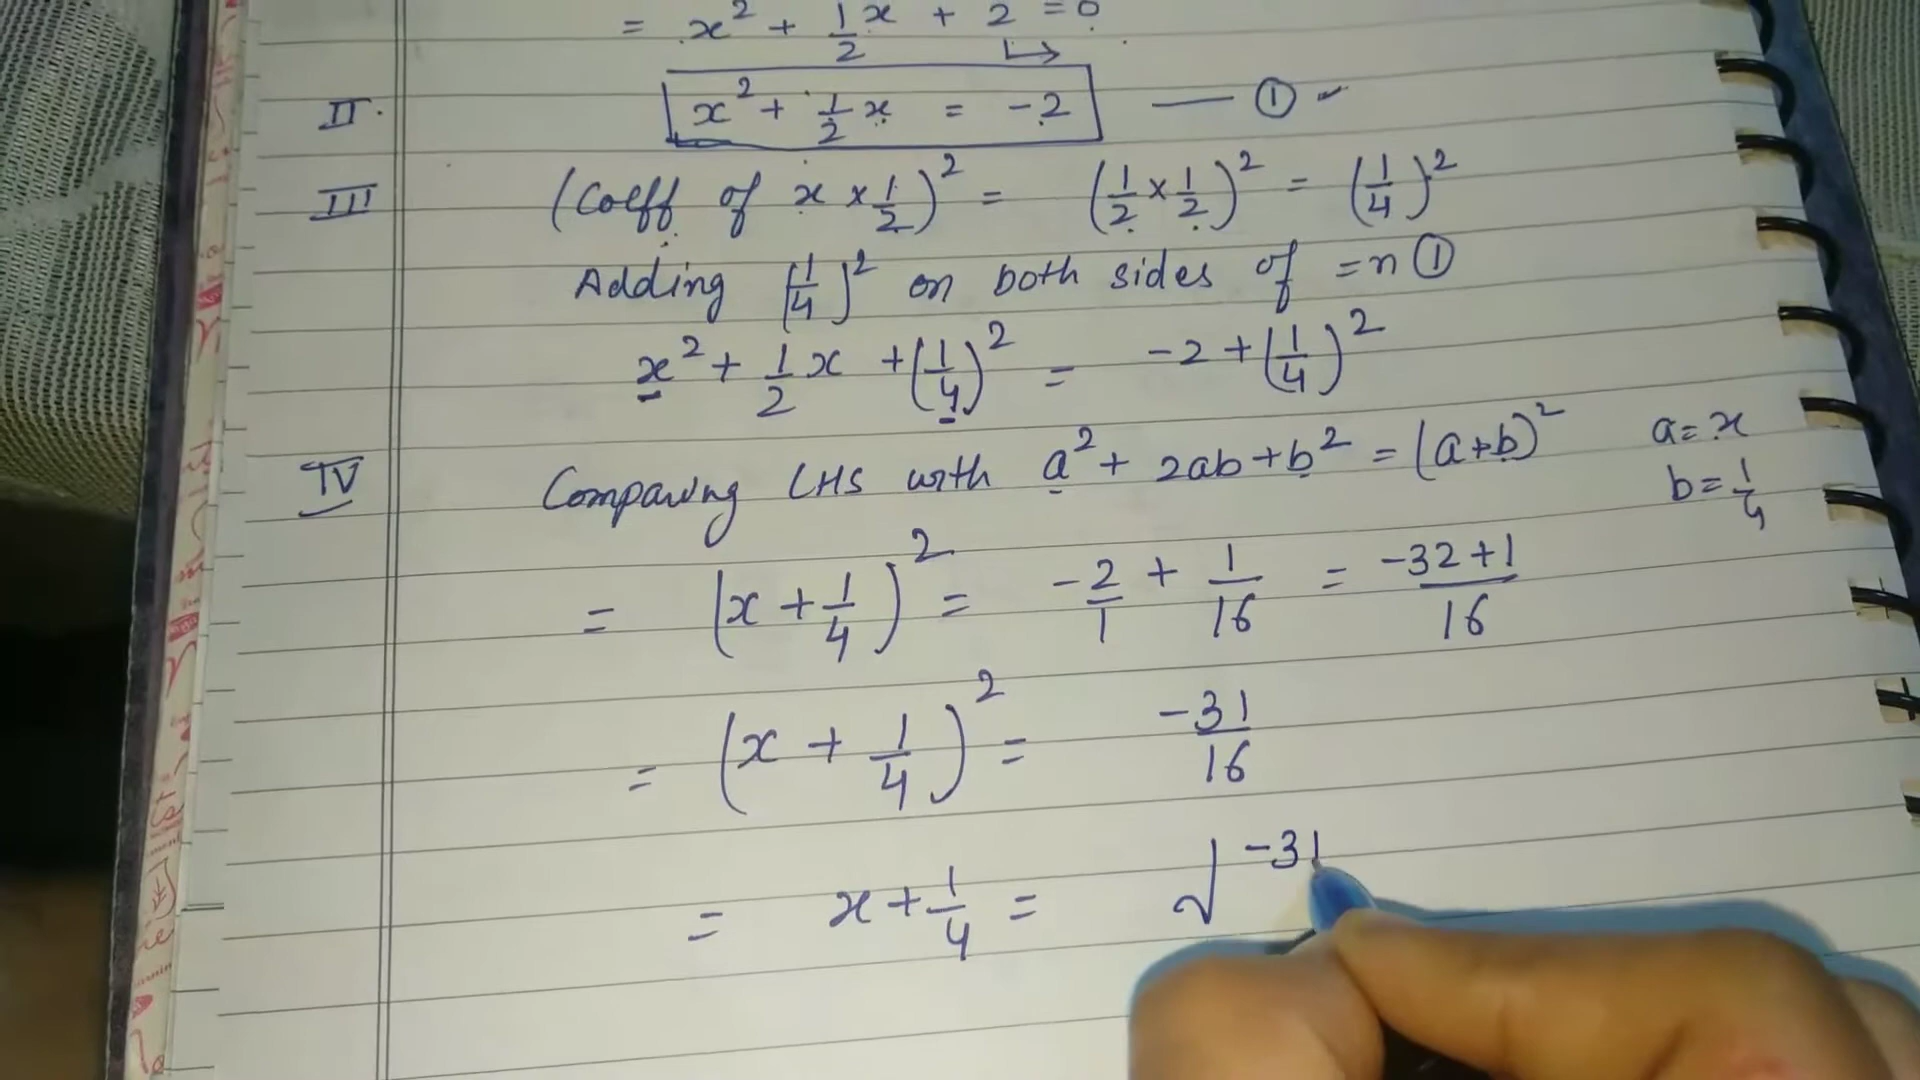 = x² + 1/2 x + 2 = 0
II. x² + 1/2 x = -2 —— ①
III (Coeff of x × 1/2)² = (1/2 × 1/2)² = (1/4)²
Adding (1/4)² on both sides of =n ①
x² + 1/2 x + (1/4)² = -2 + (1/4)²
IV Comparing LHS with a² + 2ab + b² = (a+b)² a = x
b = 1/4
= (x + 1/4)² = -2/1 + 1/16 = -32+1/16
= (x + 1/4)² = -31/16
= x + 1/4 = √-31